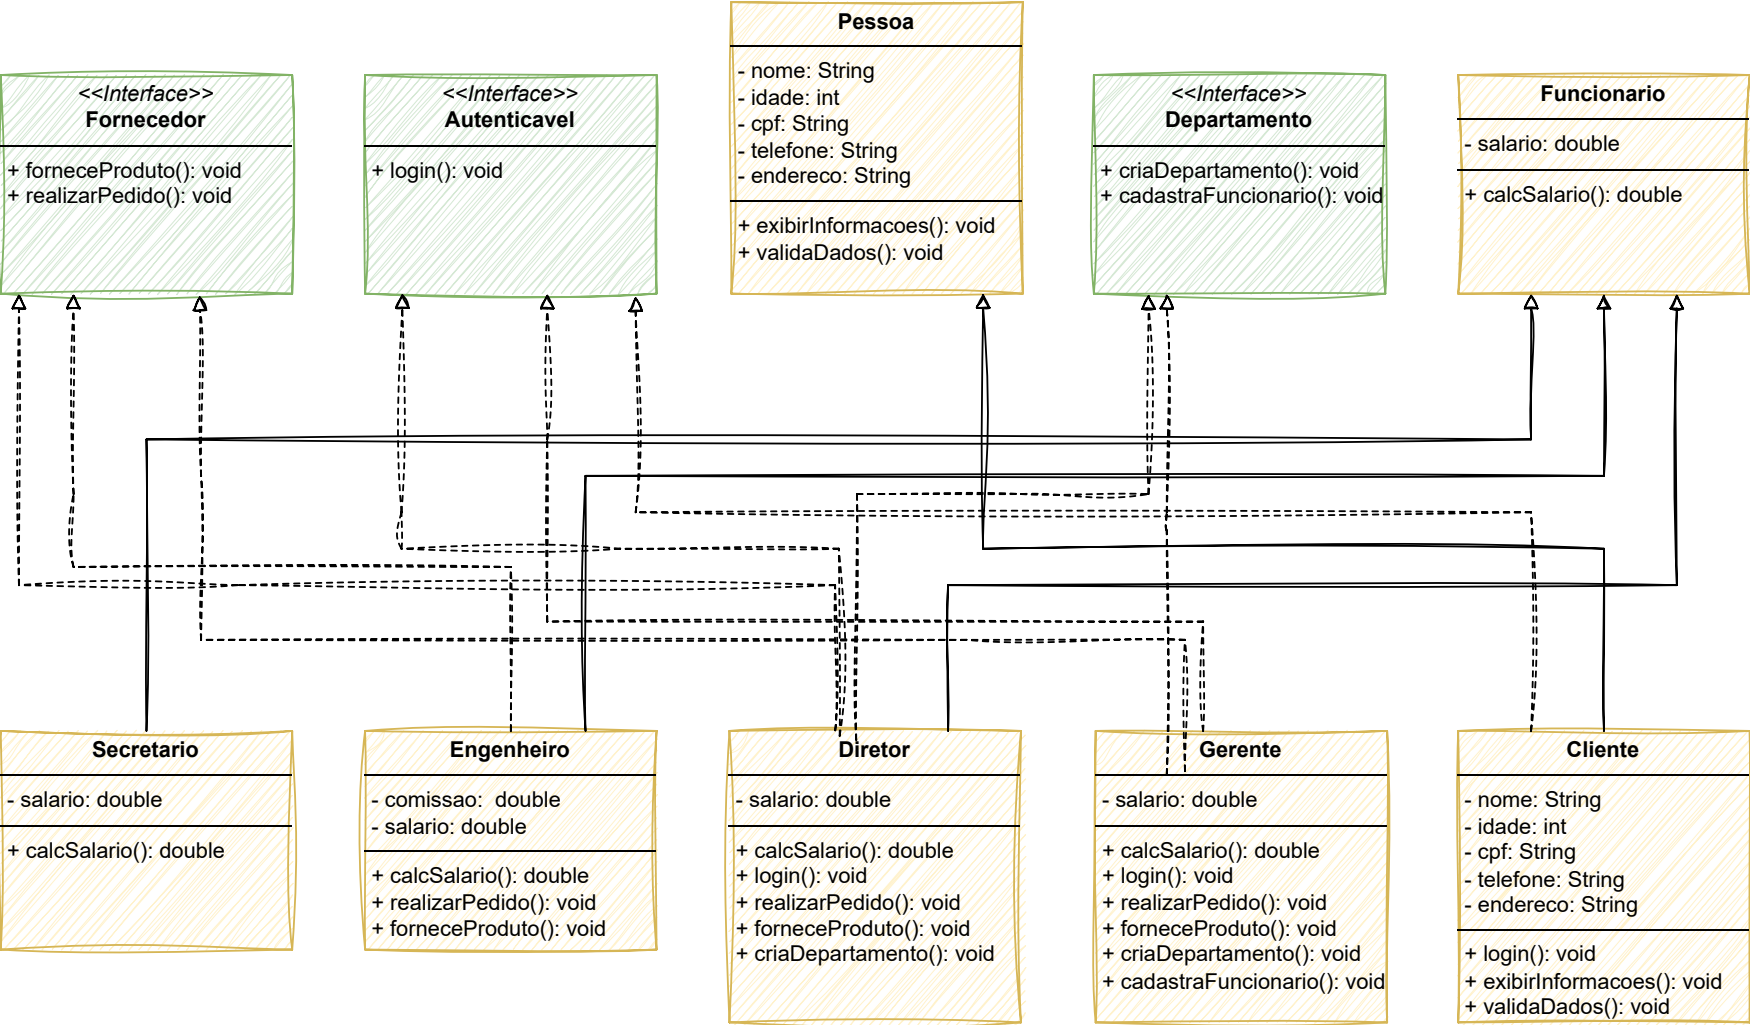 <<Interface>>
Fornecedor
+ forneceProduto(): void
+ realizarPedido(): void
<<Interface>>
Autenticavel
+ login(): void
Pessoa
- nome: String
- idade: int
- cpf: String
- telefone: String
- endereco: String
+ exibirInformacoes(): void
+ validaDados(): void
<<Interface>>
Departamento
+ criaDepartamento(): void
+ cadastraFuncionario(): void
Funcionario
- salario: double
+ calcSalario(): double
Secretario
- salario: double
+ calcSalario(): double
Engenheiro
- comissao:  double
- salario: double
+ calcSalario(): double
+ realizarPedido(): void
+ forneceProduto(): void
Diretor
- salario: double
+ calcSalario(): double
+ login(): void
+ realizarPedido(): void
+ forneceProduto(): void
+ criaDepartamento(): void
Gerente
- salario: double
+ calcSalario(): double
+ login(): void
+ realizarPedido(): void
+ forneceProduto(): void
+ criaDepartamento(): void
+ cadastraFuncionario(): void
Cliente
- nome: String
- idade: int
- cpf: String
- telefone: String
- endereco: String
+ login(): void
+ exibirInformacoes(): void
+ validaDados(): void